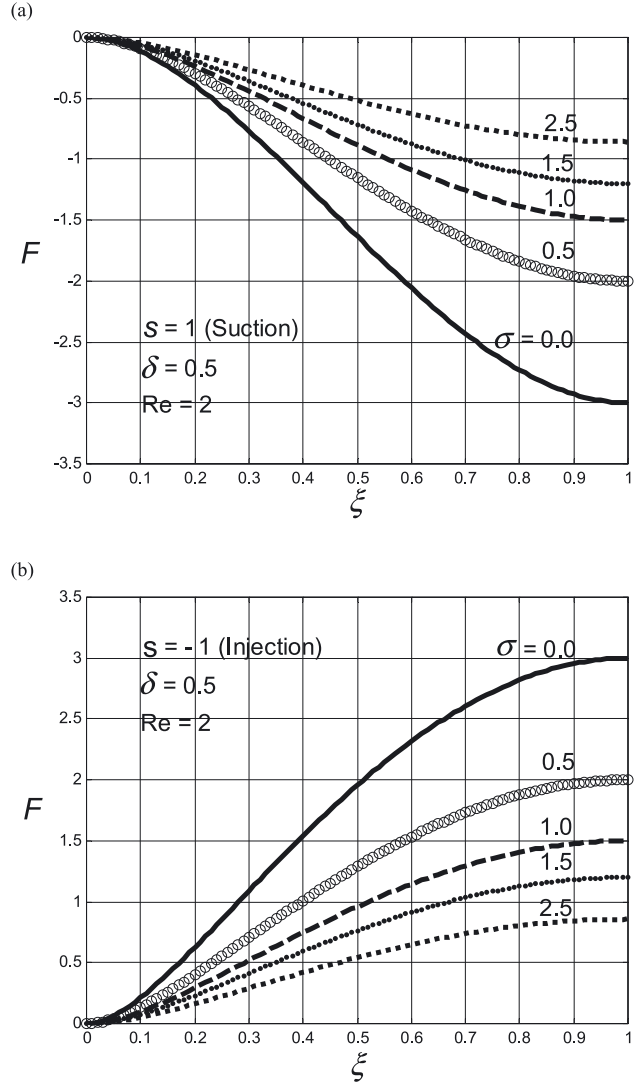 (a)
0
-0.5
-1
-1.5
-2
-2.5
-3
-3.5
F
2.5
1.5
1.0
0.5
σ = 0.0
s = 1 (Suction)
δ = 0.5
Re = 2
0 0.1 0.2 0.3 0.4 0.5 0.6 0.7 0.8 0.9 1
ξ
(b)
3.5
3
2.5
2
1.5
1
0.5
0
F
s = -1 (Injection)
δ = 0.5
Re = 2
σ = 0.0
0.5
1.0
1.5
2.5
0 0.1 0.2 0.3 0.4 0.5 0.6 0.7 0.8 0.9 1
ξ